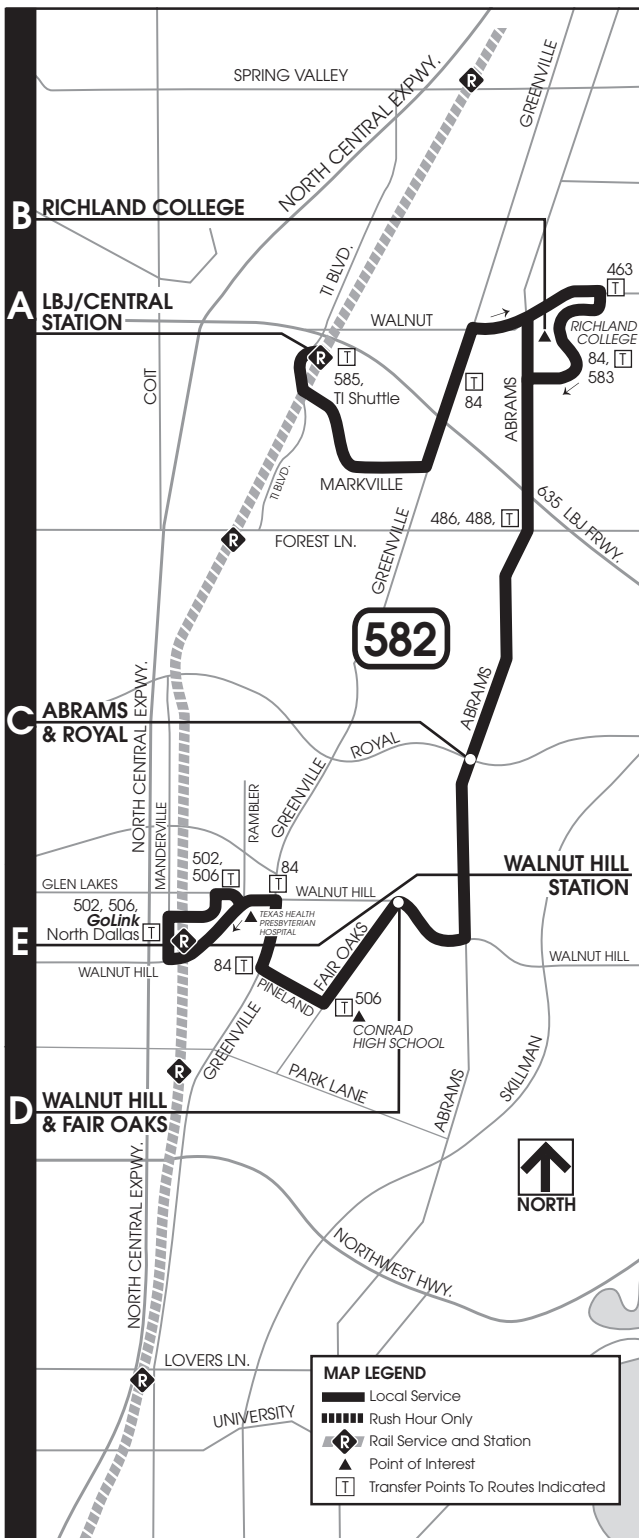 SPRING VALLEY
NORTH CENTRAL EXPWY.
GREENVILLE
R
B RICHLAND COLLEGE
TI BLVD.
463
T
A LBJ/CENTRAL
STATION
WALNUT
RICHLAND
COLLEGE
84, T
583
R T
585,
TI Shuttle
T
84
COIT
ABRAMS
TI BLVD.
MARKVILLE
486, 488, T
635 LBJ FRWY.
R
FOREST LN.
GREENVILLE
582
NORTH CENTRAL EXPWY.
ABRAMS
C ABRAMS
& ROYAL
ROYAL
MANDERVILLE
RAMBLER
GREENVILLE
WALNUT HILL
STATION
GLEN LAKES
502,
506 T
84
T
WALNUT HILL
502, 506,
GoLink
North Dallas T
R
TEXAS HEALTH
PRESBYTERIAN
HOSPITAL
E
WALNUT HILL
84 T
FAIR OAKS
WALNUT HILL
PINELAND
T 506
CONRAD
HIGH SCHOOL
GREENVILLE
R
PARK LANE
ABRAMS
SKILLMAN
D WALNUT HILL
& FAIR OAKS
NORTH
NORTH CENTRAL EXPWY.
NORTHWEST HWY.
LOVERS LN.
R
UNIVERSITY
MAP LEGEND
Local Service
Rush Hour Only
R Rail Service and Station
Point of Interest
T Transfer Points To Routes Indicated